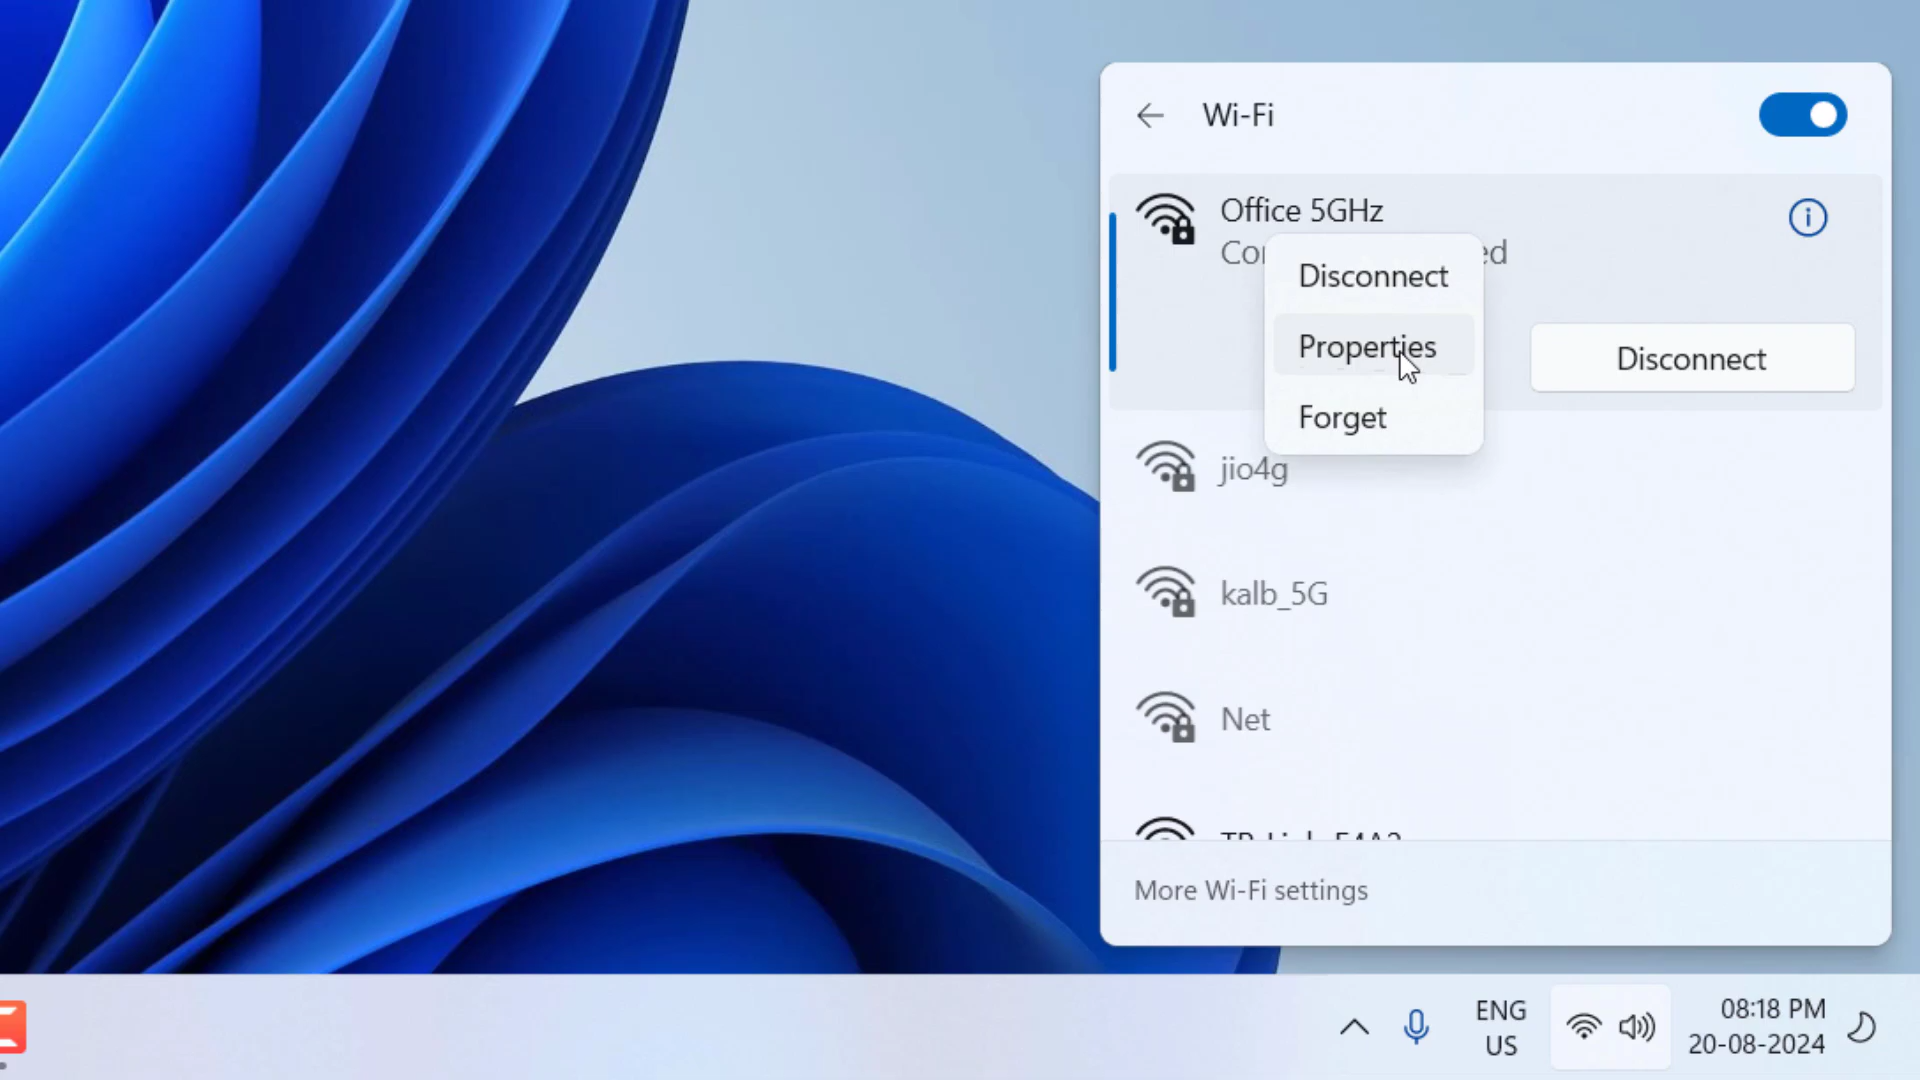 Wi-Fi
Office 5GHz
Disconnect
Properties
Forget
Disconnect
jio4g
kalb_5G
Net
More Wi-Fi settings
ENG
US
08:18 PM
20-08-2024